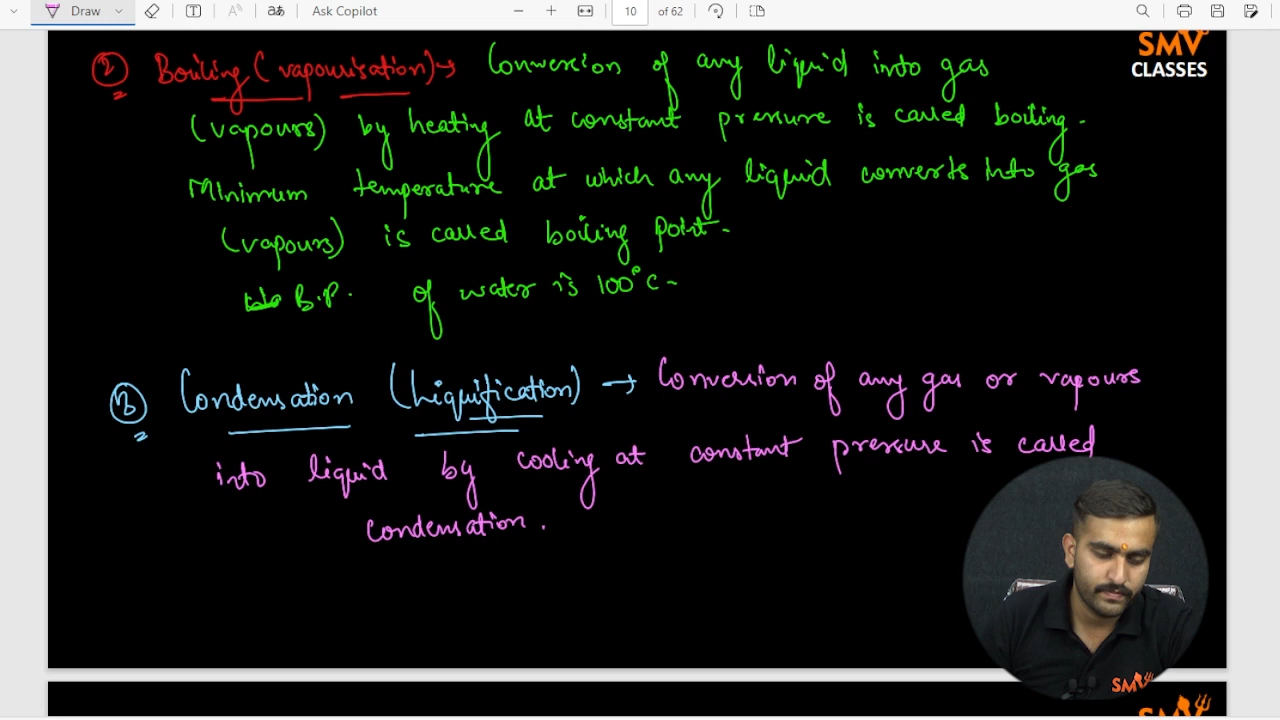 Draw
Ask Copilot
10 of 62
SMV
CLASSES
② Boiling (vapourisation) → Conversion of any liquid into gas
(vapours) by heating at constant pressure is called boiling.
Minimum temperature at which any liquid converts into gas
(vapours) is called boiling point.
B.P. of water is 100°C.
③ Condensation (Liquification) → Conversion of any gas or vapours
into liquid by cooling at constant pressure is called
condensation.
SMV
SMV